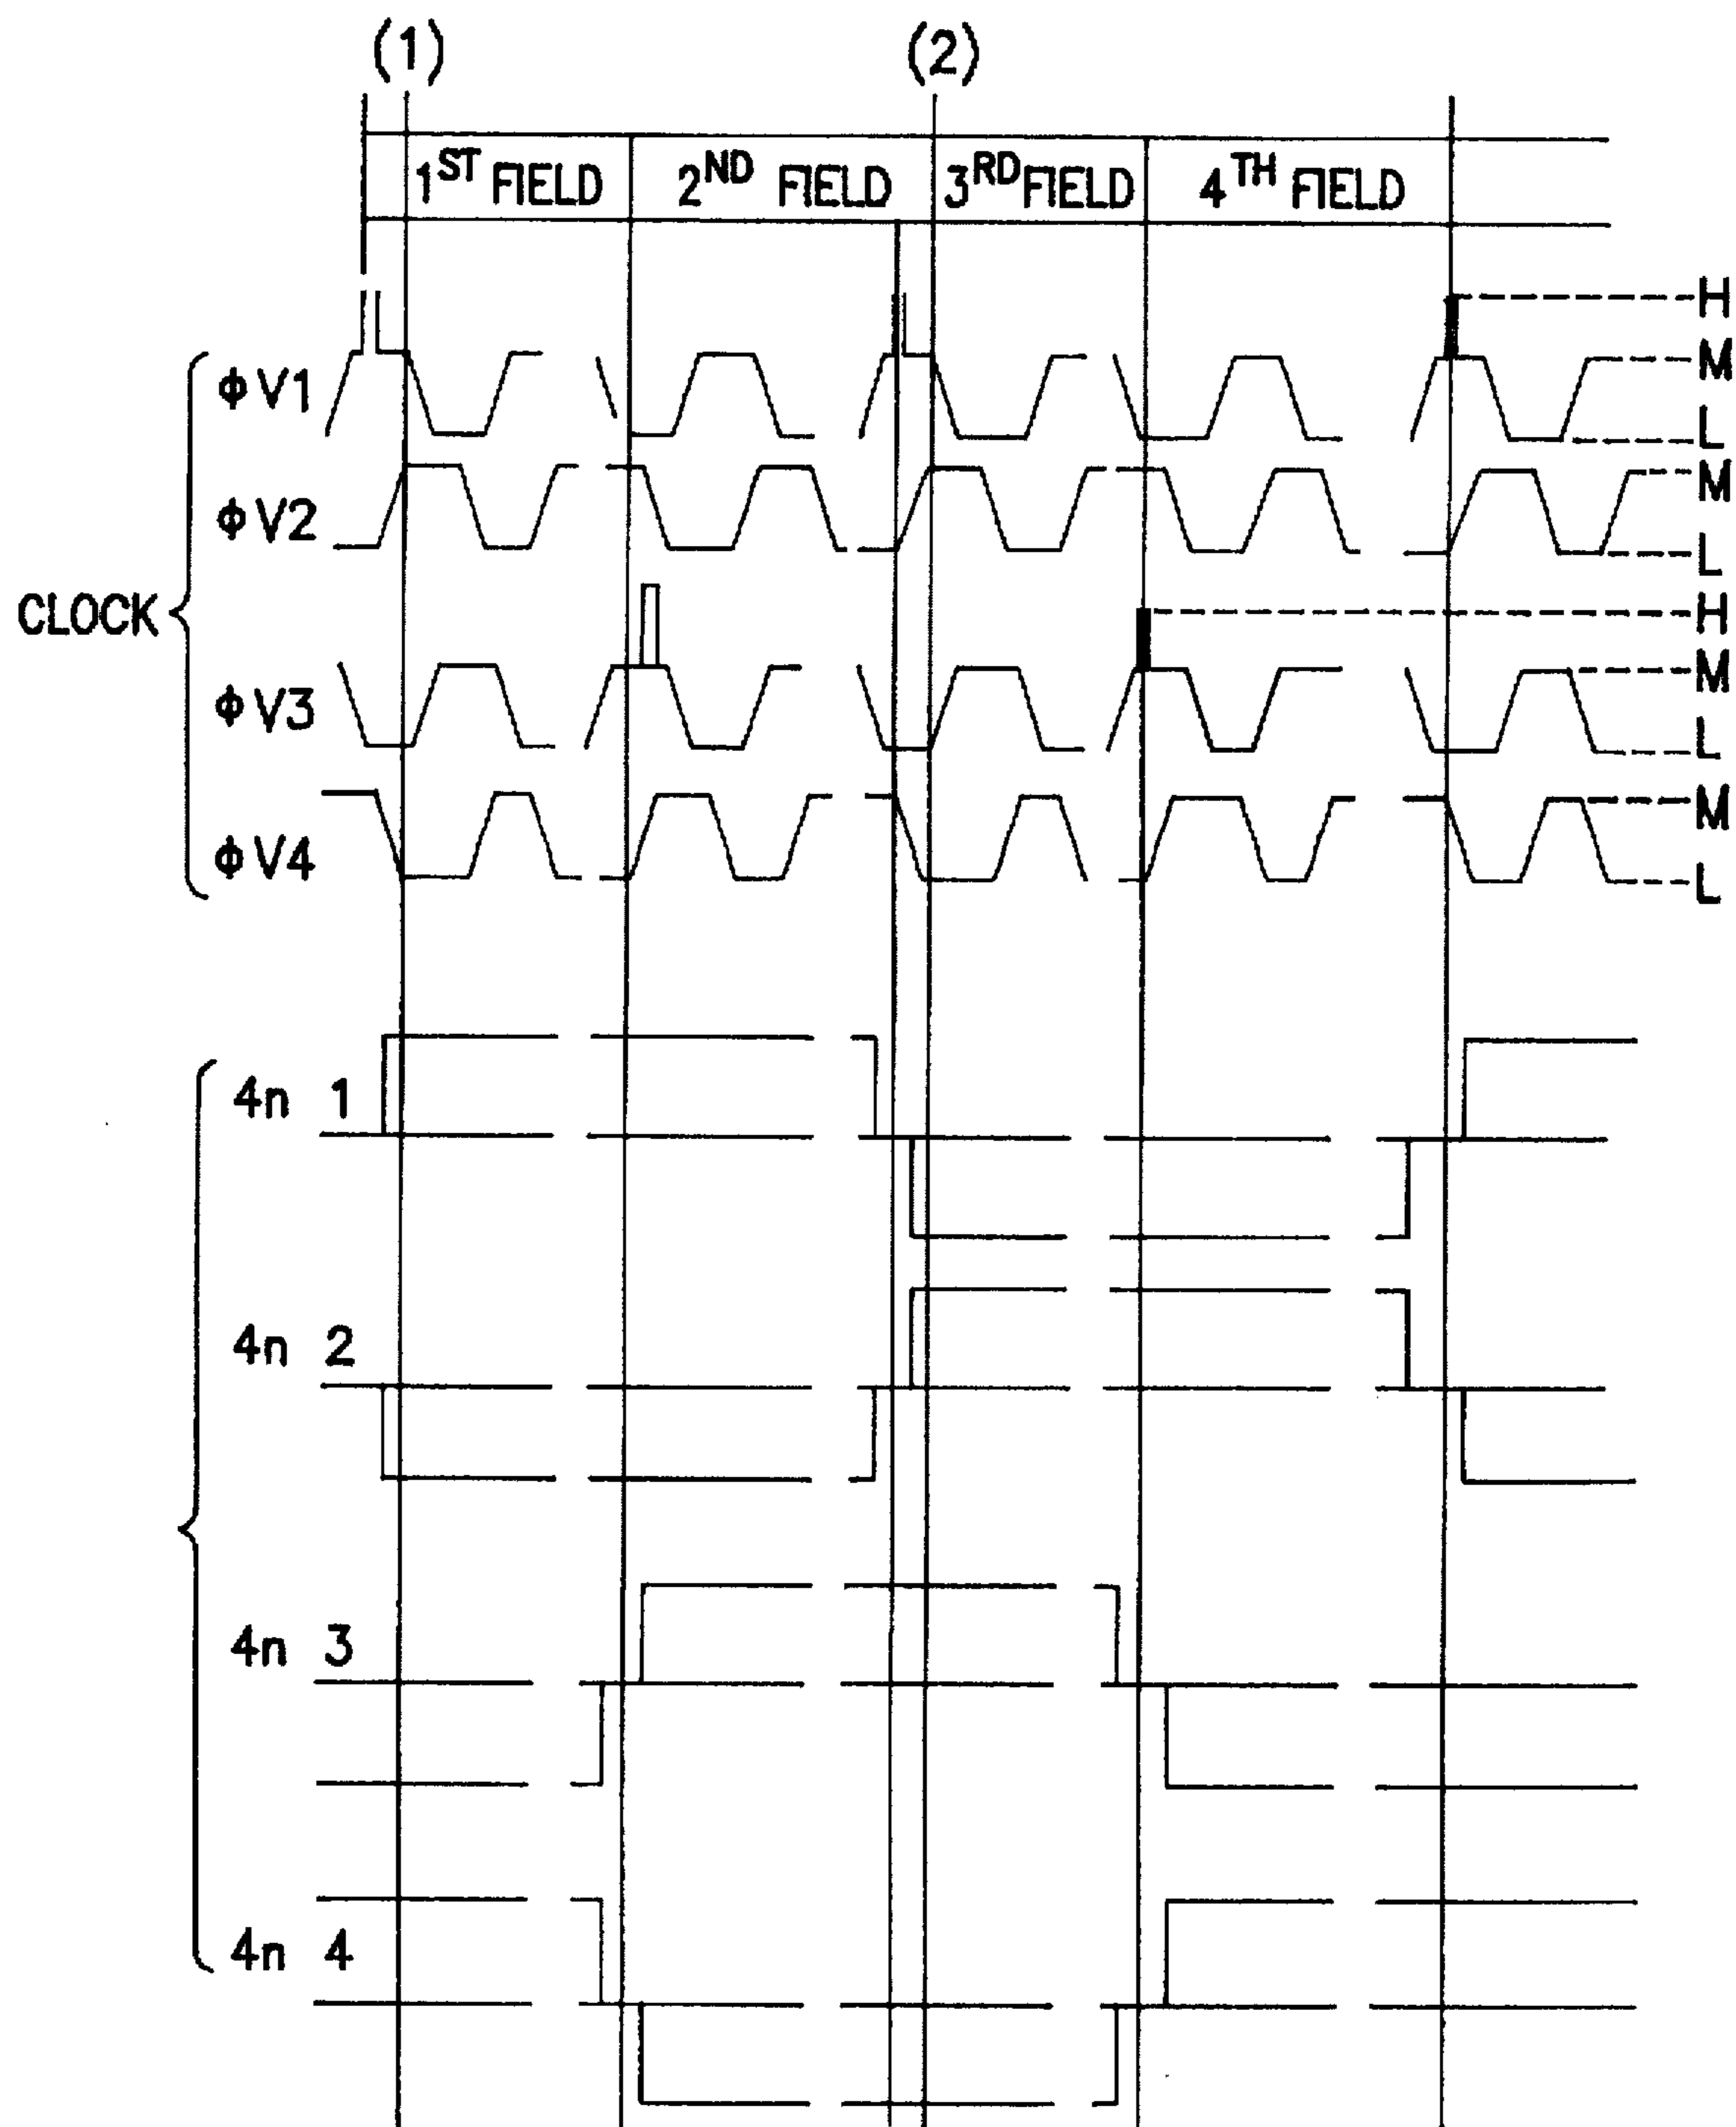 (1) (2)
1ST FIELD 2ND FIELD 3RD FIELD 4TH FIELD
H
ϕV1 M
L
ϕV2 M
L
CLOCK
H
ϕV3 M
L
ϕV4 M
L
4n 1
4n 2
4n 3
4n 4